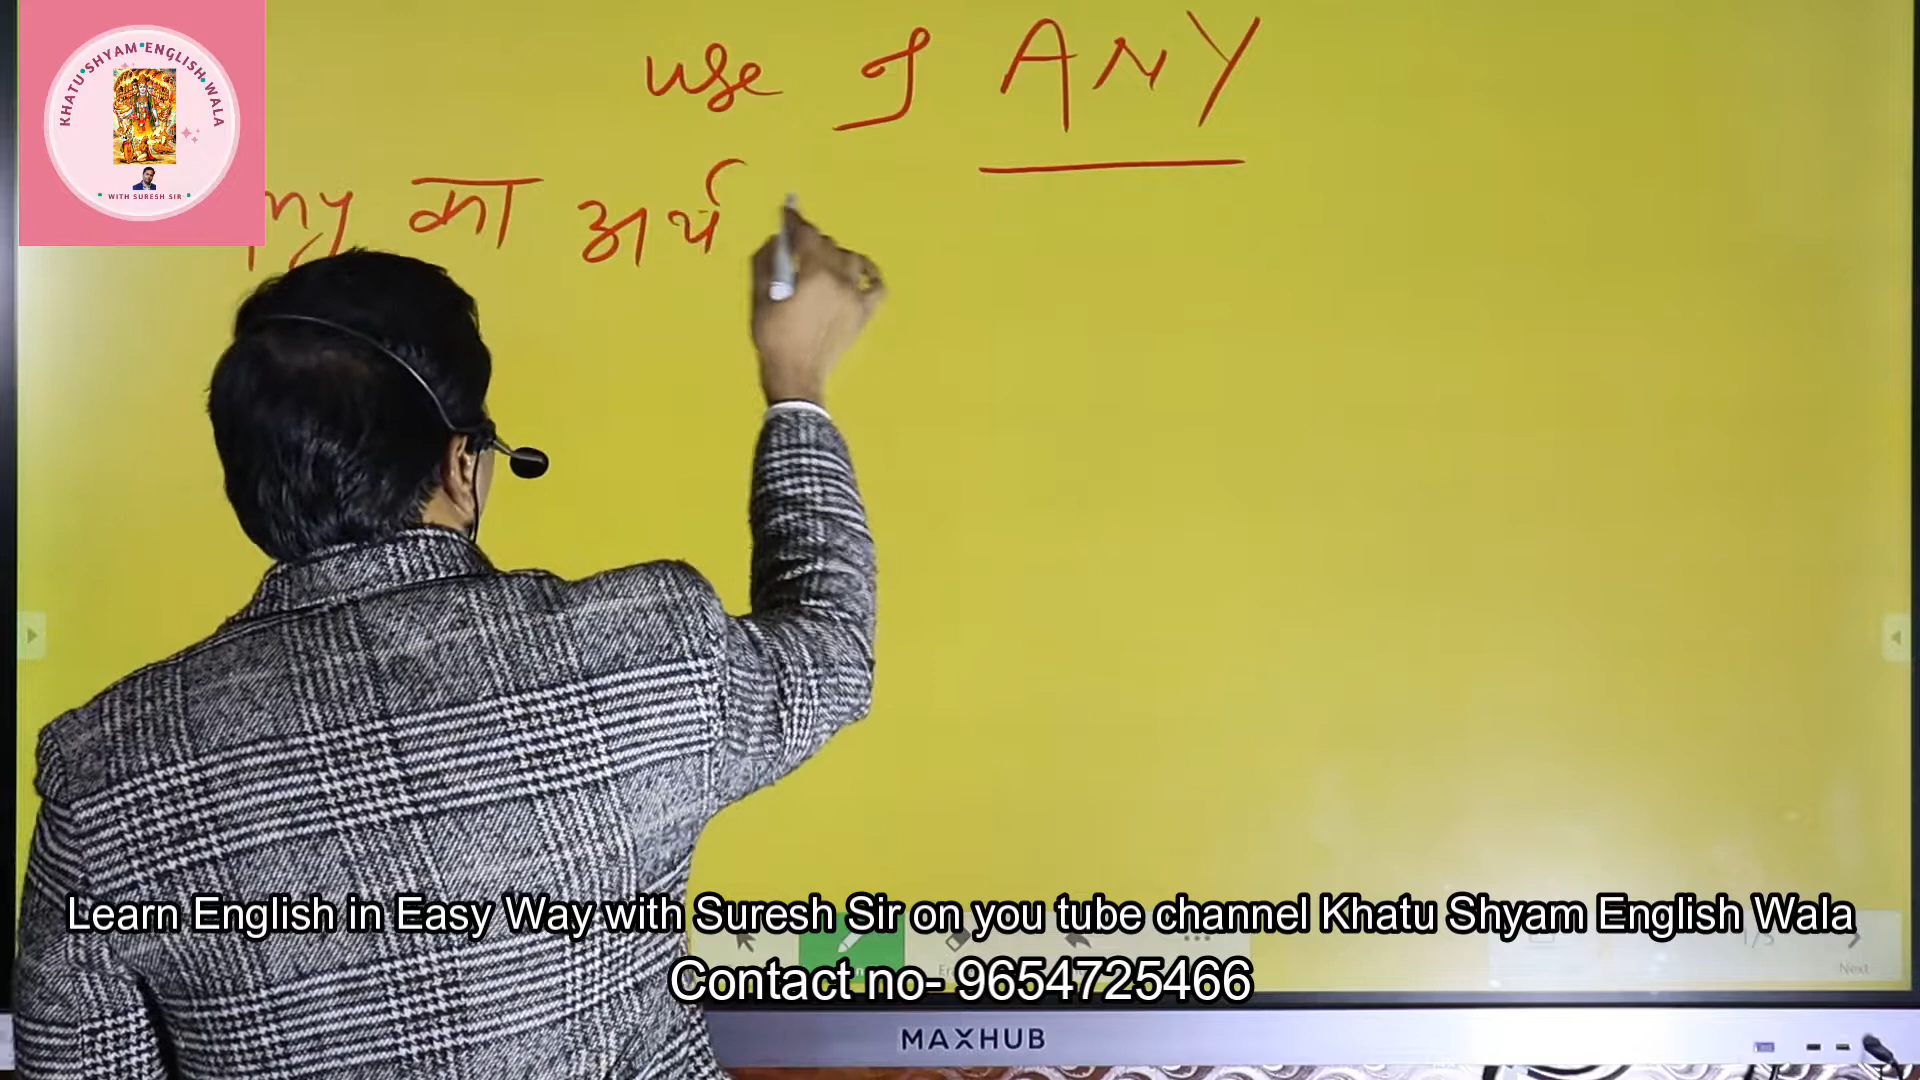 KHATU•SHYAM•ENGLISH•WALA
• WITH SURESH SIR •
use of ANY
ny का अर्थ
Learn English in Easy Way with Suresh Sir on you tube channel Khatu Shyam English Wala
Contact no- 9654725466
Next
MAXHUB